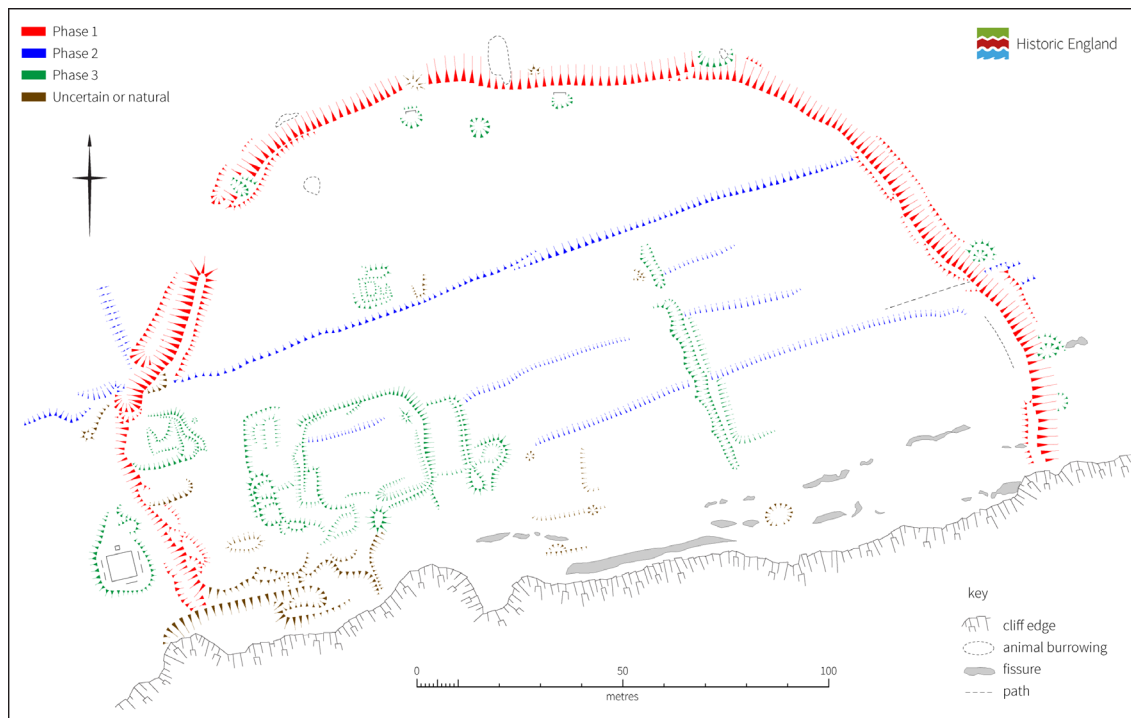 Phase 1
Phase 2
Phase 3
Uncertain or natural
Historic England
key
cliff edge
animal burrowing
fissure
path
0 50 100
metres